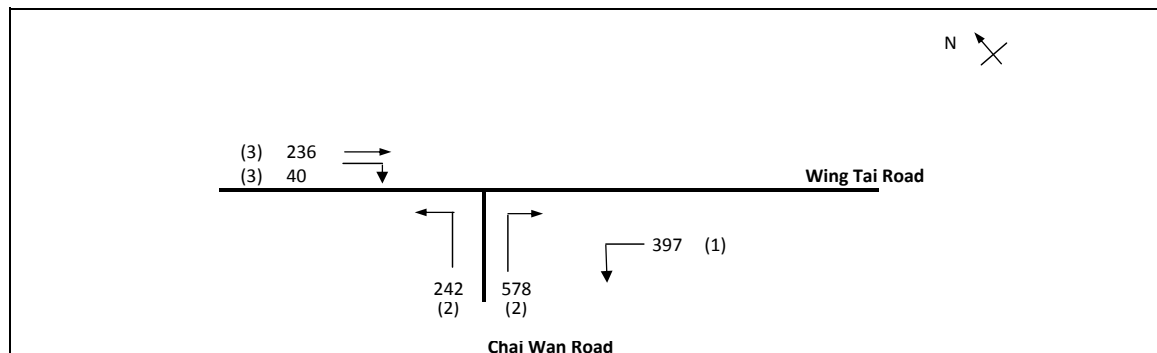 N
(3) 236
(3) 40
Wing Tai Road
397 (1)
242 578
(2) (2)
Chai Wan Road